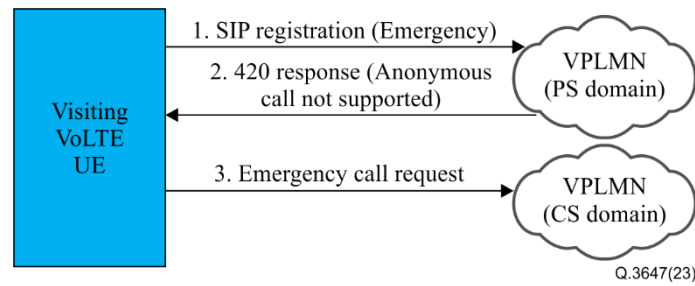 1. SIP registration (Emergency)
VPLMN
(PS domain)
2. 420 response (Anonymous
call not supported)
Visiting
VoLTE
UE
3. Emergency call request
VPLMN
(CS domain)
Q.3647(23)